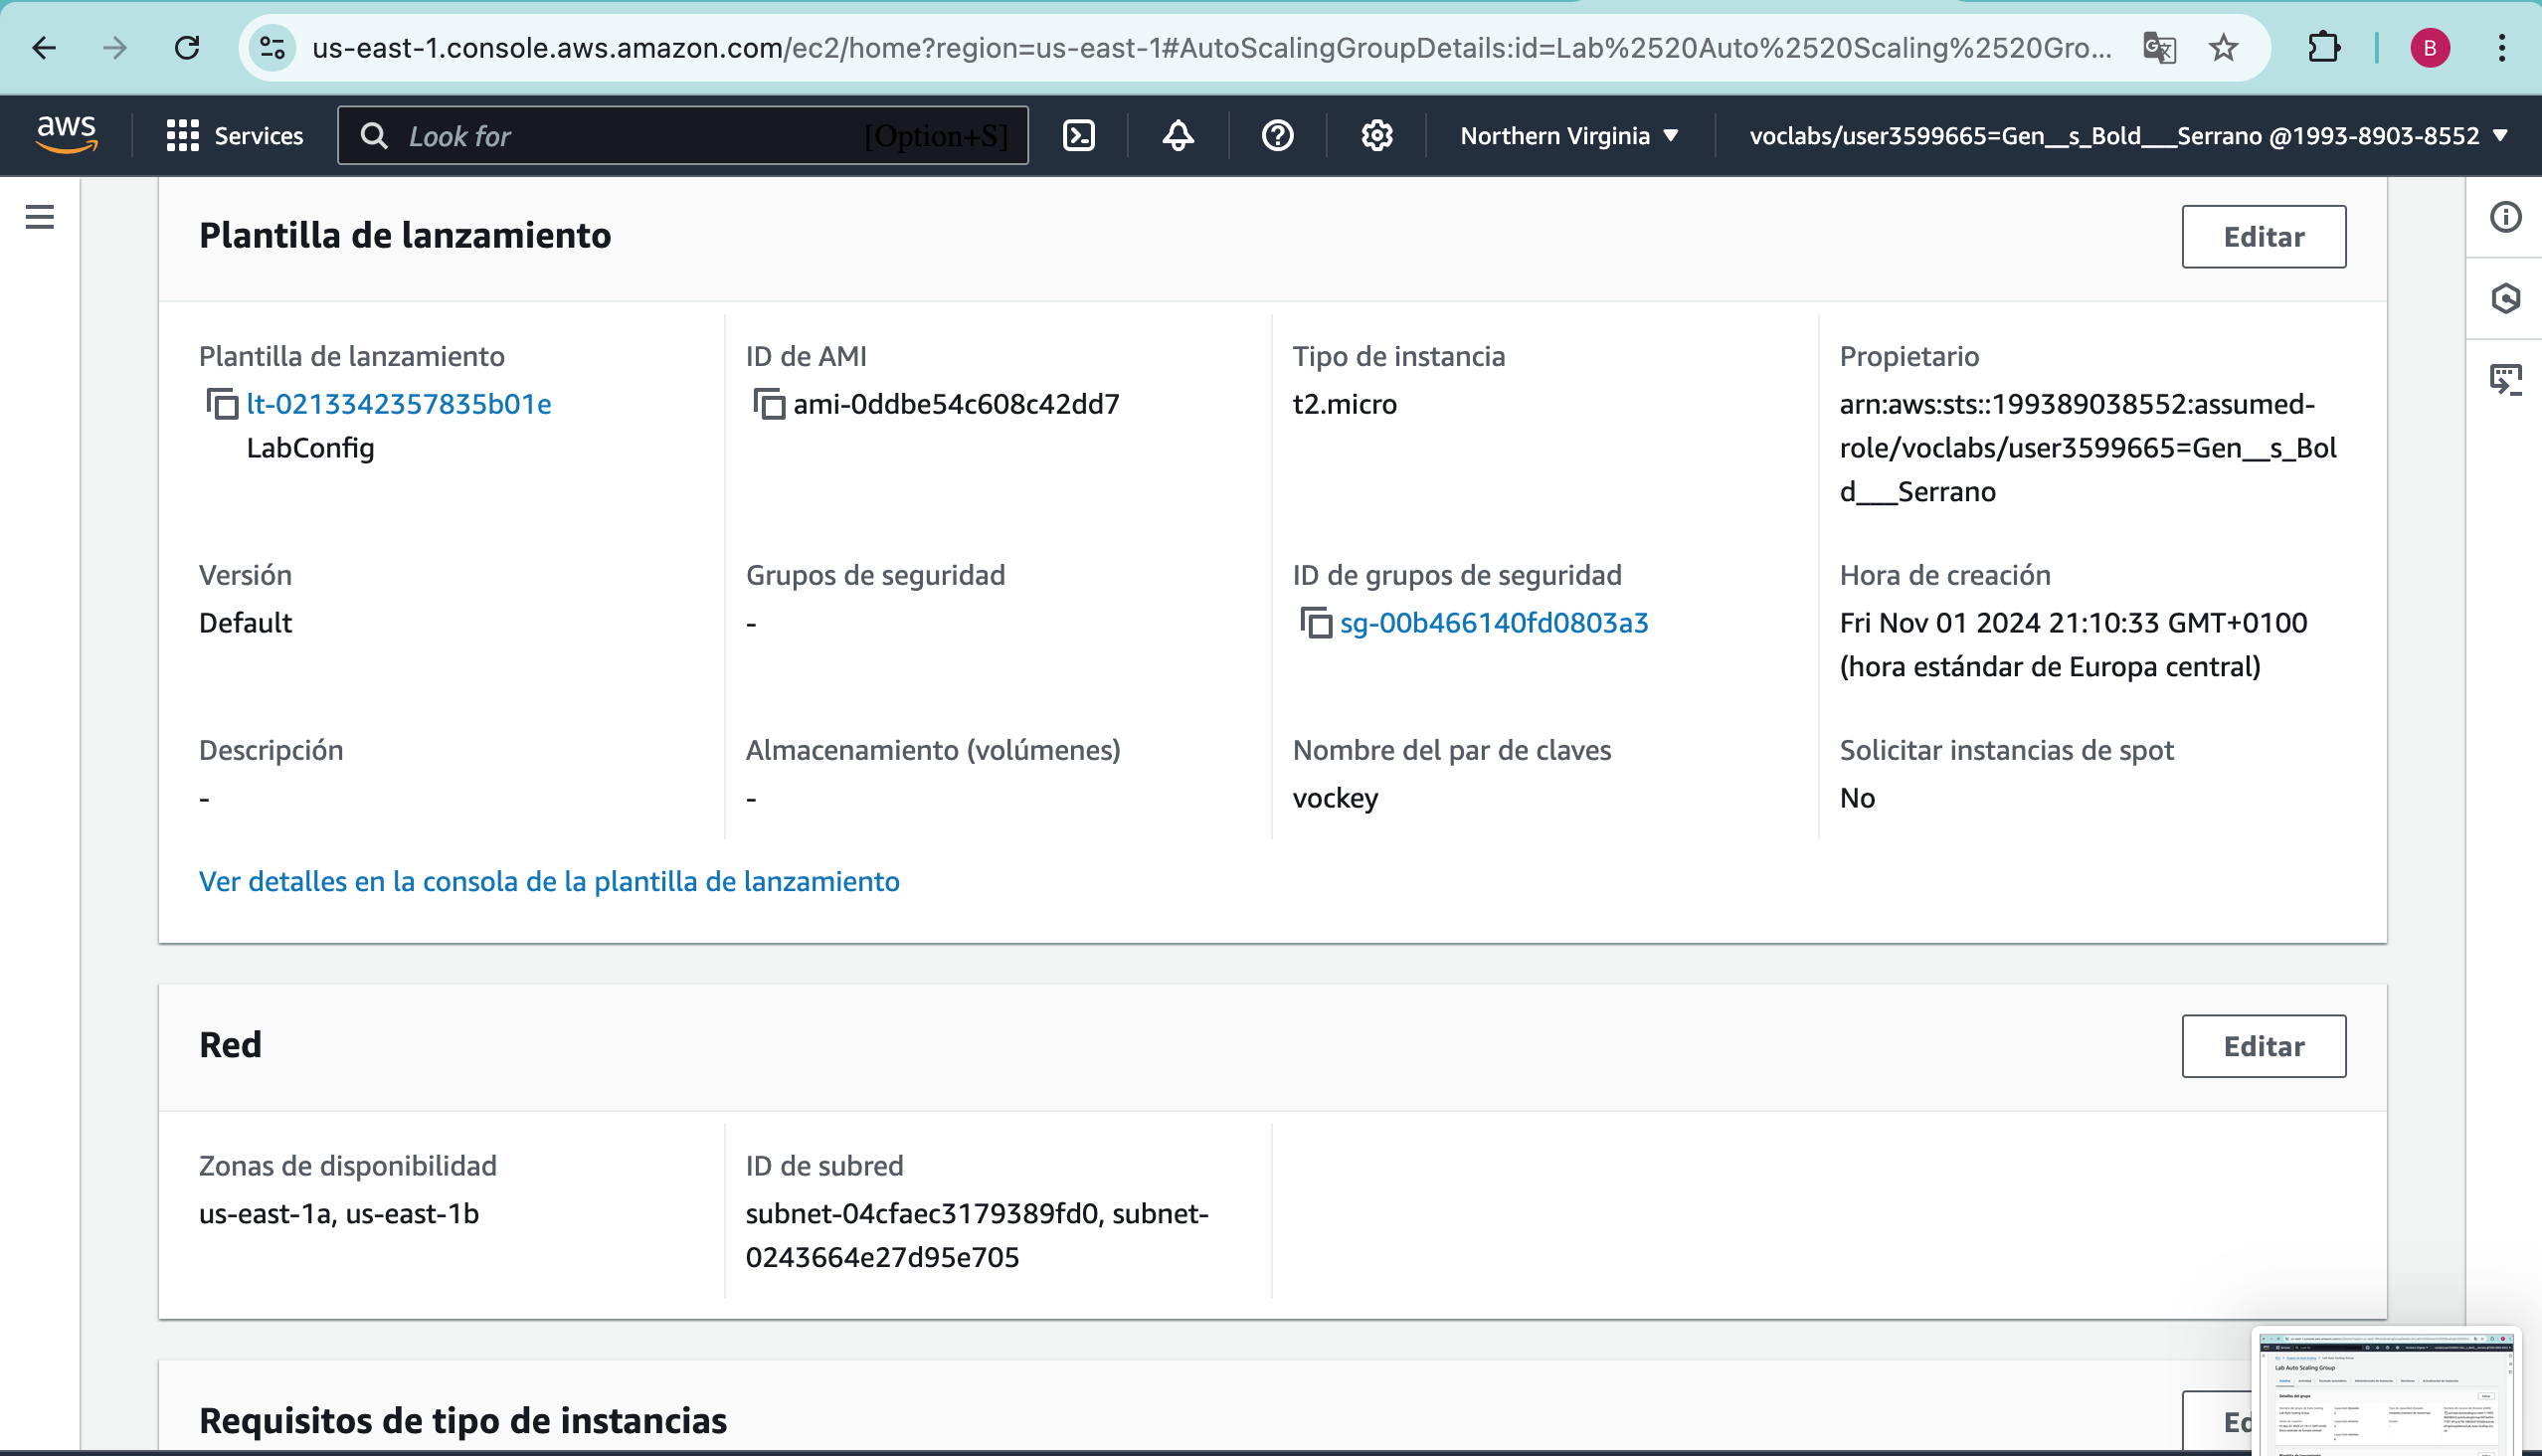 us-east-1.console.aws.amazon.com/ec2/home?region=us-east-1#AutoScalingGroupDetails:id=Lab%2520Auto%2520Scaling%2520Gro...
B
aws
Services
Look for
[Option+S]
Northern Virginia
voclabs/user3599665=Gen__s_Bold___Serrano @1993-8903-8552
Plantilla de lanzamiento
Editar
Plantilla de lanzamiento
lt-0213342357835b01e
LabConfig
ID de AMI
ami-0ddbe54c608c42dd7
Tipo de instancia
t2.micro
Propietario
arn:aws:sts::199389038552:assumed-
role/voclabs/user3599665=Gen__s_Bol
d___Serrano
Versión
Default
Grupos de seguridad
-
ID de grupos de seguridad
sg-00b466140fd0803a3
Hora de creación
Fri Nov 01 2024 21:10:33 GMT+0100
(hora estándar de Europa central)
Descripción
-
Almacenamiento (volúmenes)
-
Nombre del par de claves
vockey
Solicitar instancias de spot
No
Ver detalles en la consola de la plantilla de lanzamiento
Red
Editar
Zonas de disponibilidad
us-east-1a, us-east-1b
ID de subred
subnet-04cfaec3179389fd0, subnet-
0243664e27d95e705
Requisitos de tipo de instancias
Ed
Lab Auto Scaling Group